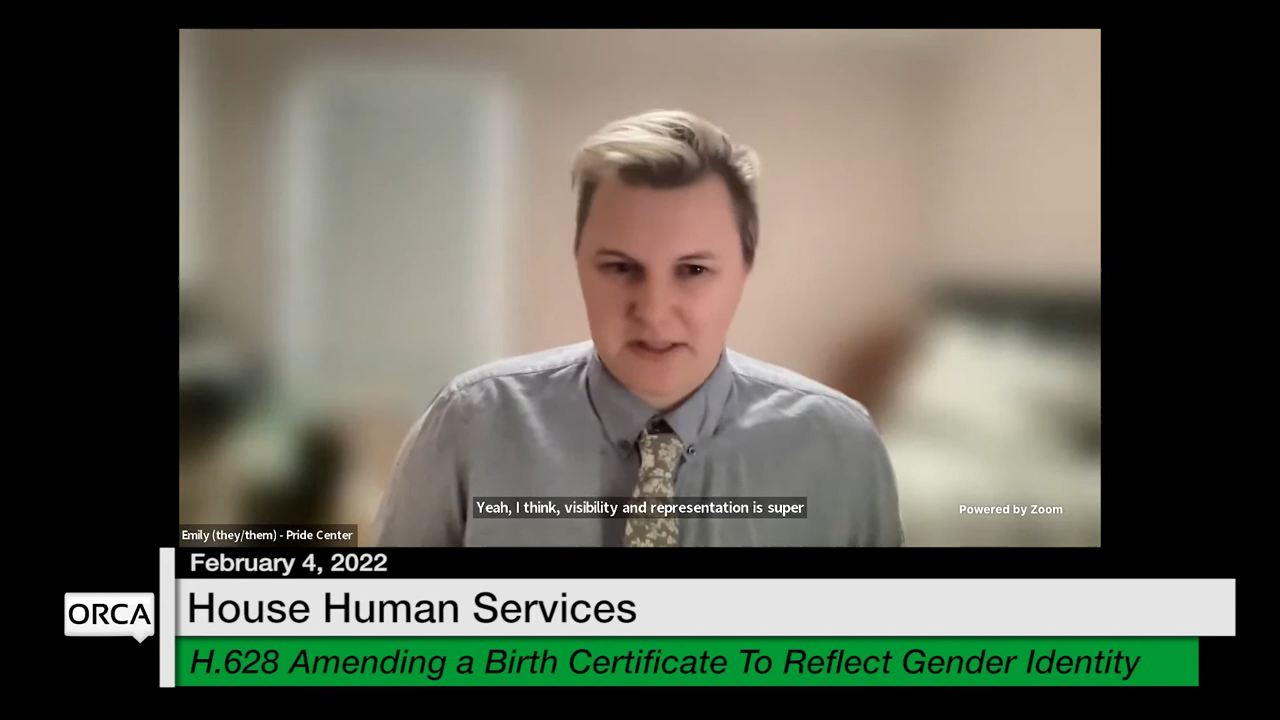 Yeah, I think, visibility and representation is super
Powered by Zoom
Emily (they/them) - Pride Center
February 4, 2022
ORCA
House Human Services
H.628 Amending a Birth Certificate To Reflect Gender Identity